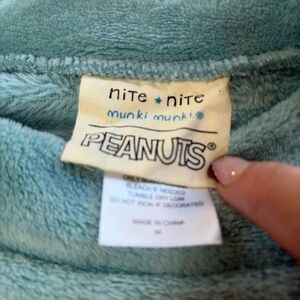 nite ★ nite
munki munki®
PEANUTS®
BLEACH IF NEEDED
TUMBLE DRY LOW
DO NOT IRON IF DECORATED
MADE IN CHINA
M